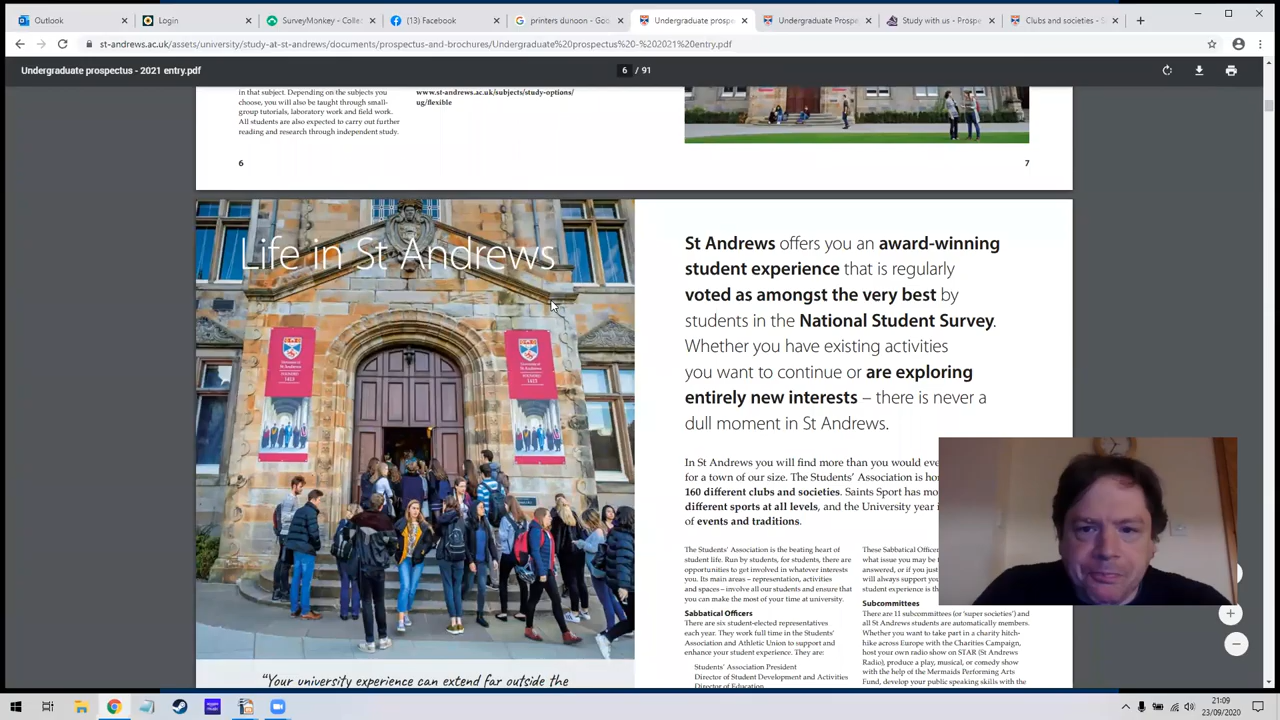 Outlook
Login
SurveyMonkey - Colle
(13) Facebook
printers dunoon - Goo
Undergraduate prospe
Undergraduate Prospe
Study with us - Prospe
Clubs and societies - S
st-andrews.ac.uk/assets/university/study-at-st-andrews/documents/prospectus-and-brochures/Undergraduate%20prospectus%20-%202021%20entry.pdf
Undergraduate prospectus - 2021 entry.pdf
6 / 91
in that subject. Depending on the subjects you
choose, you will also be taught through small-
group tutorials, laboratory work and field work.
All students are also expected to carry out further
reading and research through independent study.
www.st-andrews.ac.uk/subjects/study-options/
ug/flexible
6
7
Life in St Andrews
St Andrews offers you an award-winning
student experience that is regularly
voted as amongst the very best by
students in the National Student Survey.
Whether you have existing activities
you want to continue or are exploring
entirely new interests – there is never a
dull moment in St Andrews.
In St Andrews you will find more than you would eve
for a town of our size. The Students' Association is ho
160 different clubs and societies. Saints Sport has mo
different sports at all levels, and the University year i
of events and traditions.
The Students' Association is the beating heart of
student life. Run by students, for students, there are
opportunities to get involved in whatever interests
you. Its main areas – representation, activities
and spaces – involve all our students and ensure that
you can make the most of your time at university.
Sabbatical Officers
There are six student-elected representatives
each year. They work full time in the Students'
Association and Athletic Union to support and
enhance your student experience. They are:
Students' Association President
Director of Student Development and Activities
Director of Education
These Sabbatical Officer
what issue you may be f
answered, or if you just
will always support you
student experience is th
Subcommittees
There are 11 subcommittees (or 'super societies') and
all St Andrews students are automatically members.
Whether you want to take part in a charity hitch-
hike across Europe with the Charities Campaign,
host your own radio show on STAR (St Andrews
Radio), produce a play, musical, or comedy show
with the help of the Mermaids Performing Arts
Fund, develop your public speaking skills with the
"Your university experience can extend far outside the
21:09
23/09/2020